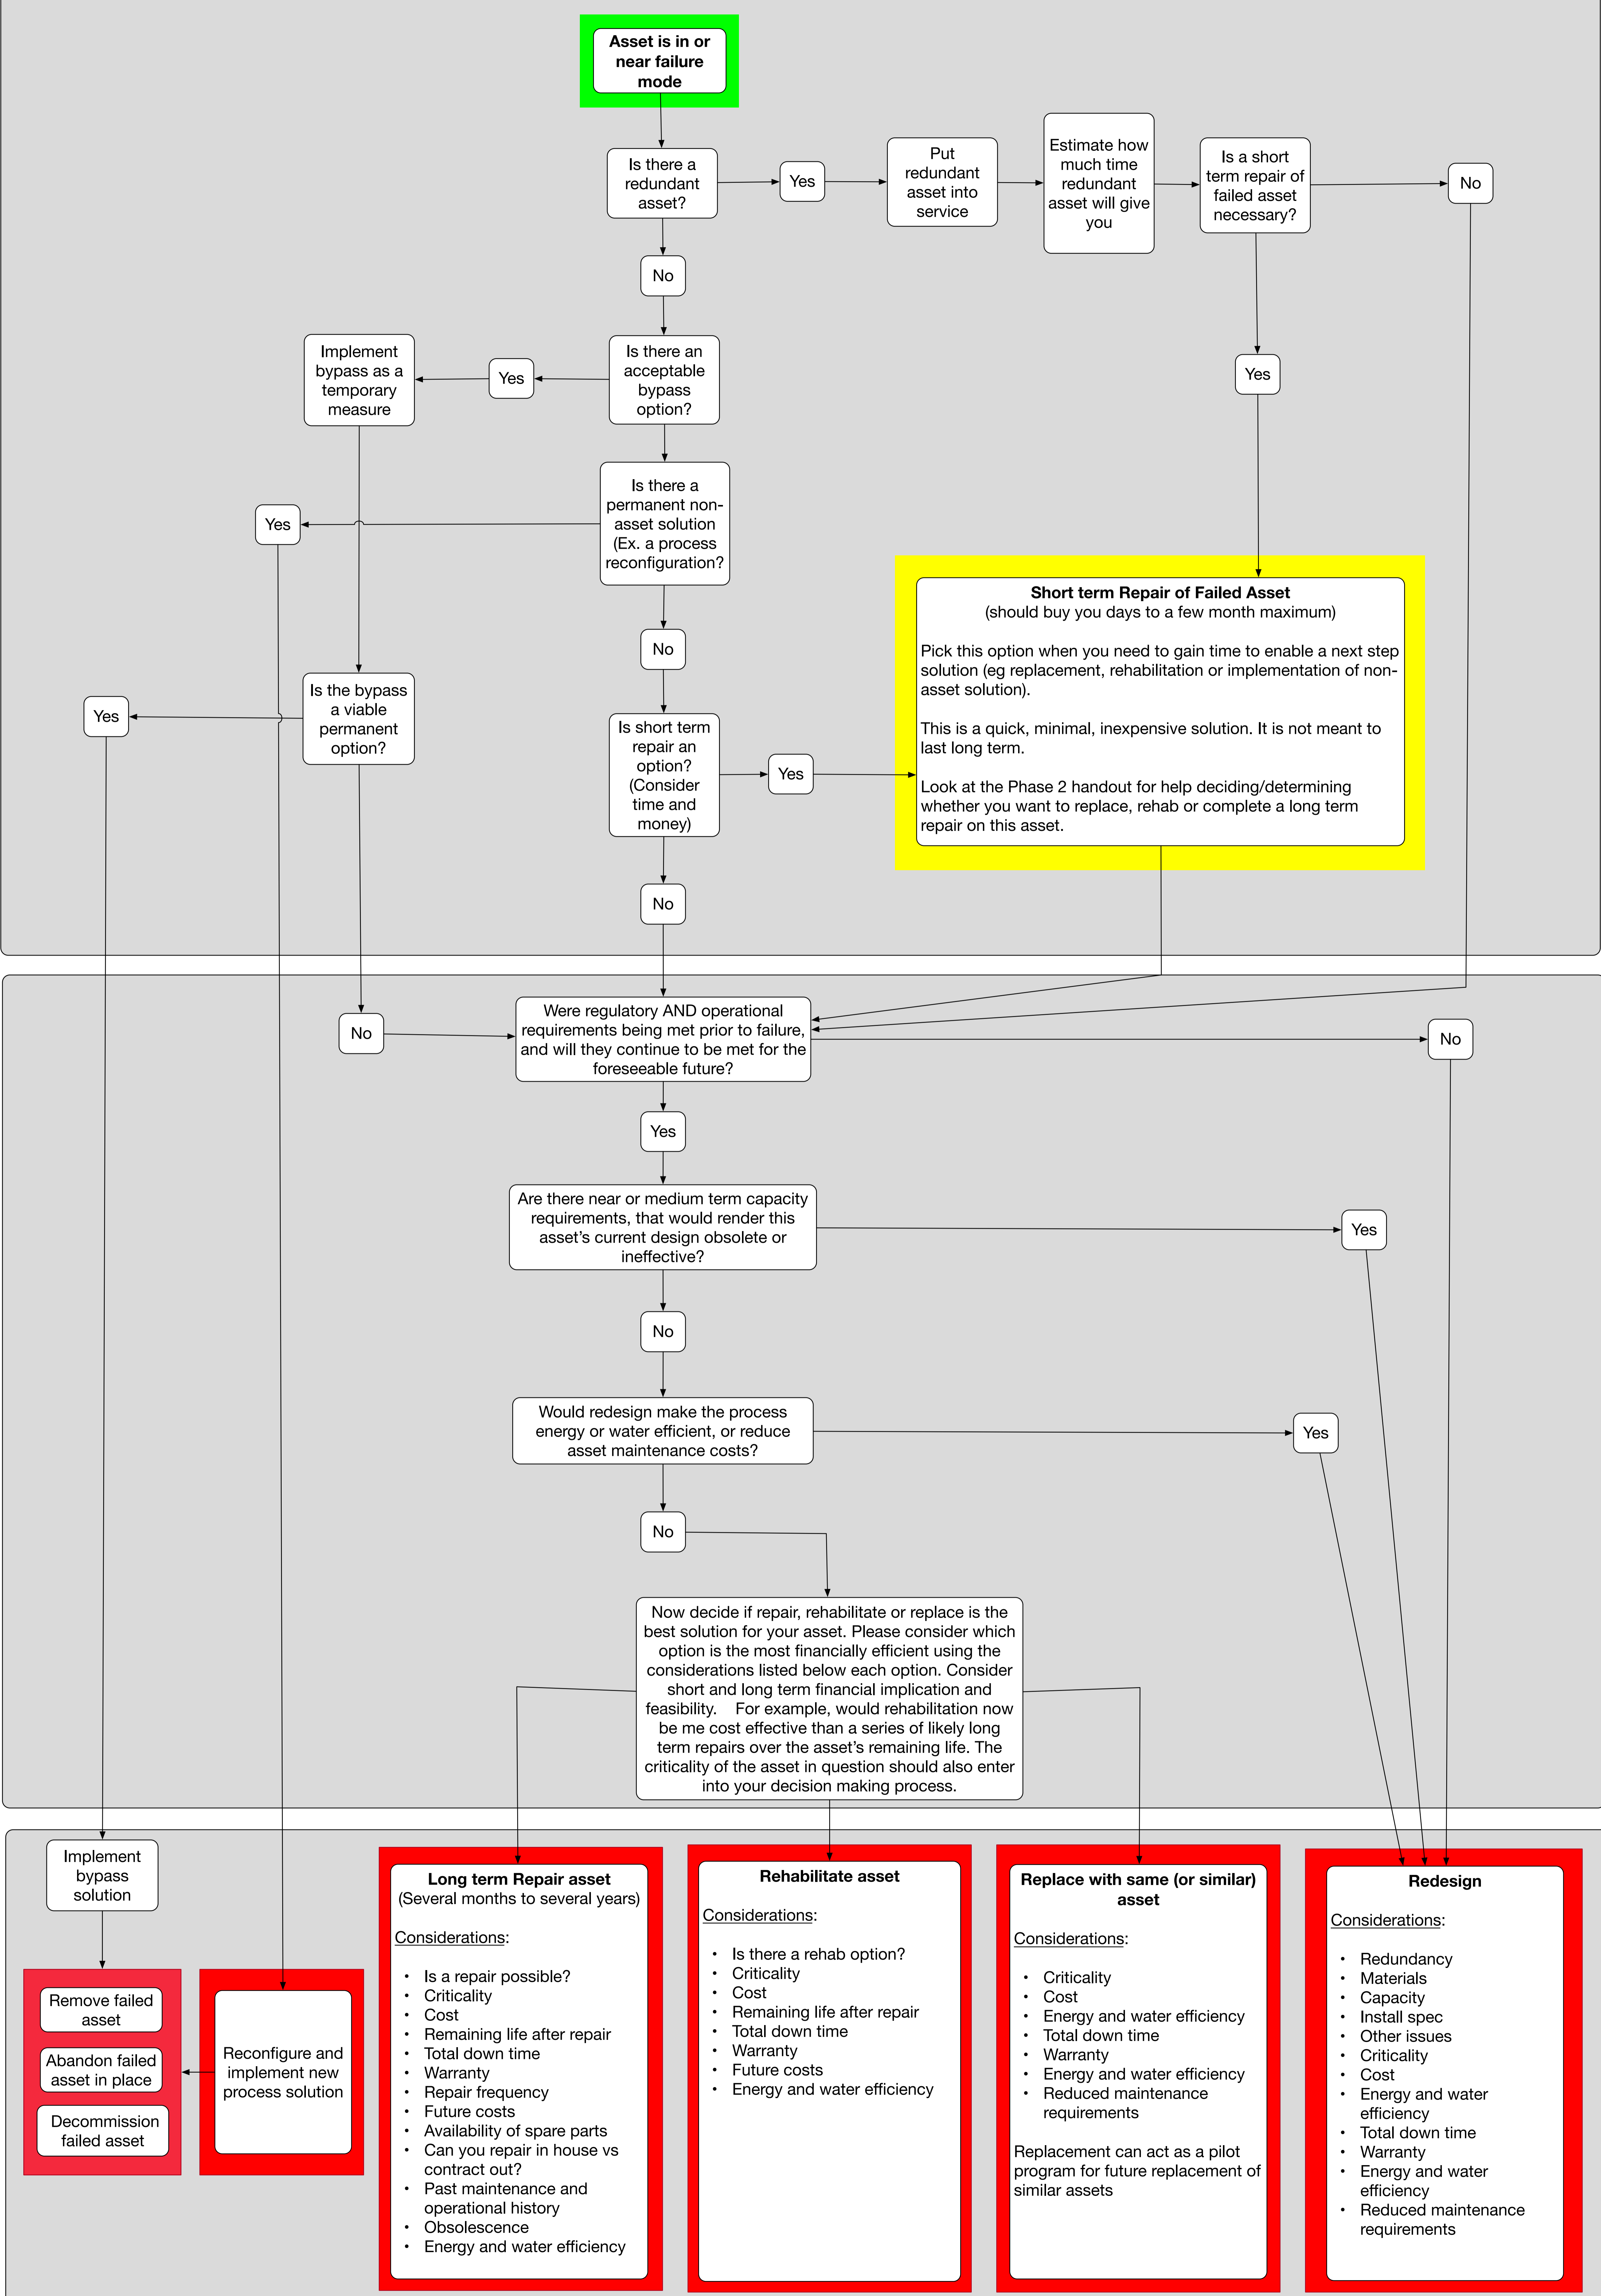 Asset is in or
near failure
mode
Is there a
redundant
asset?
Yes
Put
redundant
asset into
service
Estimate how
much time
redundant
asset will give
you
Is a short
term repair of
failed asset
necessary?
No
No
Implement
bypass as a
temporary
measure
Yes
Is there an
acceptable
bypass
option?
Yes
Is there a
permanent non-
asset solution
(Ex. a process
reconfiguration?
Yes
Short term Repair of Failed Asset
(should buy you days to a few month maximum)
Pick this option when you need to gain time to enable a next step
solution (eg replacement, rehabilitation or implementation of non-
asset solution).
This is a quick, minimal, inexpensive solution. It is not meant to
last long term.
Look at the Phase 2 handout for help deciding/determining
whether you want to replace, rehab or complete a long term
repair on this asset.
No
Is the bypass
a viable
permanent
option?
Yes
Is short term
repair an
option?
(Consider
time and
money)
Yes
No
No
Were regulatory AND operational
requirements being met prior to failure,
and will they continue to be met for the
foreseeable future?
No
Yes
Are there near or medium term capacity
requirements, that would render this
asset's current design obsolete or
ineffective?
Yes
No
Would redesign make the process
energy or water efficient, or reduce
asset maintenance costs?
Yes
No
Now decide if repair, rehabilitate or replace is the
best solution for your asset. Please consider which
option is the most financially efficient using the
considerations listed below each option. Consider
short and long term financial implication and
feasibility. For example, would rehabilitation now
be me cost effective than a series of likely long
term repairs over the asset's remaining life. The
criticality of the asset in question should also enter
into your decision making process.
Implement
bypass
solution
Remove failed
asset
Abandon failed
asset in place
Decommission
failed asset
Reconfigure and
implement new
process solution
Long term Repair asset
(Several months to several years)
Considerations:
• Is a repair possible?
• Criticality
• Cost
• Remaining life after repair
• Total down time
• Warranty
• Repair frequency
• Future costs
• Availability of spare parts
• Can you repair in house vs
contract out?
• Past maintenance and
operational history
• Obsolescence
• Energy and water efficiency
Rehabilitate asset
Considerations:
• Is there a rehab option?
• Criticality
• Cost
• Remaining life after repair
• Total down time
• Warranty
• Future costs
• Energy and water efficiency
Replace with same (or similar)
asset
Considerations:
• Criticality
• Cost
• Energy and water efficiency
• Total down time
• Warranty
• Energy and water efficiency
• Reduced maintenance
requirements
Replacement can act as a pilot
program for future replacement of
similar assets
Redesign
Considerations:
• Redundancy
• Materials
• Capacity
• Install spec
• Other issues
• Criticality
• Cost
• Energy and water
efficiency
• Total down time
• Warranty
• Energy and water
efficiency
• Reduced maintenance
requirements